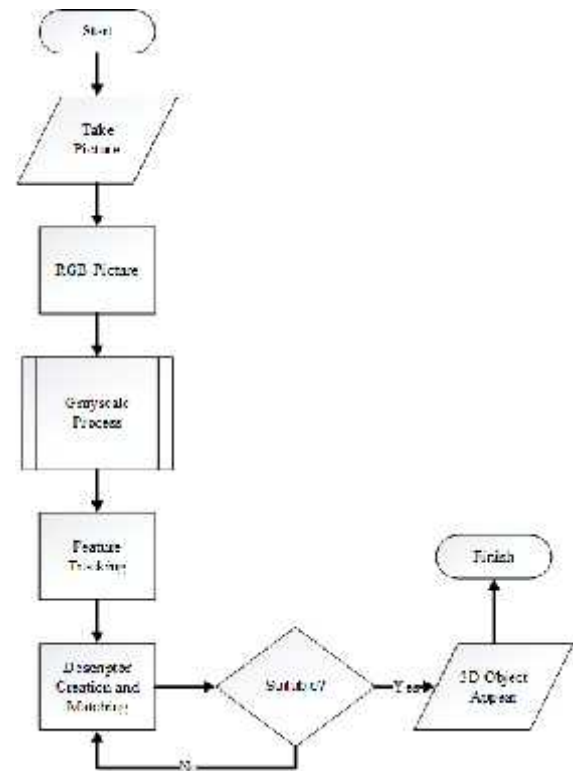 Start
Take
Picture
RGB Picture
Grayscale
Process
Feature
Tracking
Descriptor
Creation and
Matching
Suitable?
Yes
No
3D Object
Appear
Finish